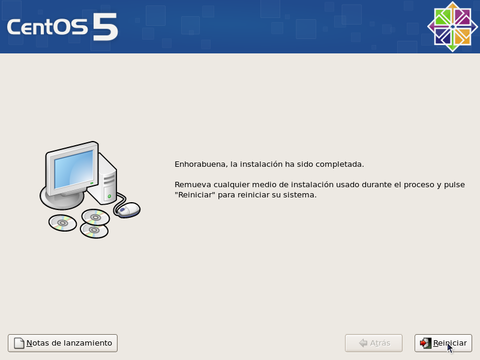 CentOS 5
Enhorabuena, la instalación ha sido completada.
Remueva cualquier medio de instalación usado durante el proceso y pulse
"Reiniciar" para reiniciar su sistema.
Notas de lanzamiento
Atrás
Reiniciar